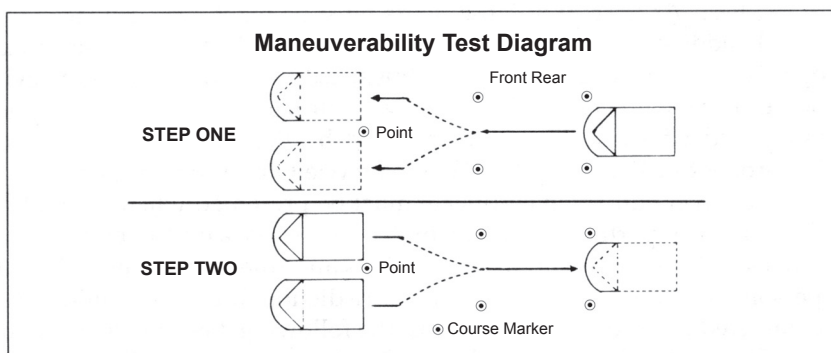 Maneuverability Test Diagram
Front Rear
STEP ONE
Point
STEP TWO
Point
Course Marker